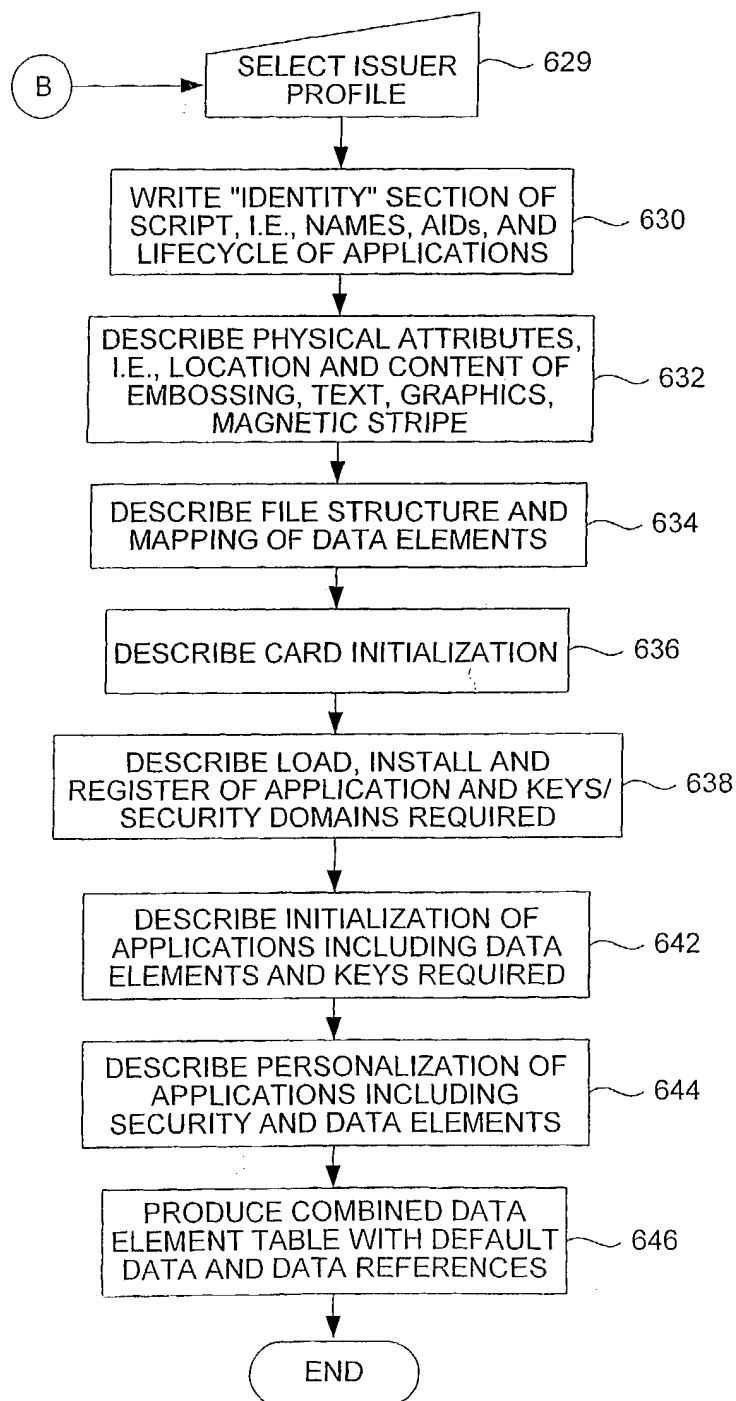 B
SELECT ISSUER
PROFILE
629
WRITE "IDENTITY" SECTION OF
SCRIPT, I.E., NAMES, AIDs, AND
LIFECYCLE OF APPLICATIONS
630
DESCRIBE PHYSICAL ATTRIBUTES,
I.E., LOCATION AND CONTENT OF
EMBOSSING, TEXT, GRAPHICS,
MAGNETIC STRIPE
632
DESCRIBE FILE STRUCTURE AND
MAPPING OF DATA ELEMENTS
634
DESCRIBE CARD INITIALIZATION
636
DESCRIBE LOAD, INSTALL AND
REGISTER OF APPLICATION AND KEYS/
SECURITY DOMAINS REQUIRED
638
DESCRIBE INITIALIZATION OF
APPLICATIONS INCLUDING DATA
ELEMENTS AND KEYS REQUIRED
642
DESCRIBE PERSONALIZATION OF
APPLICATIONS INCLUDING
SECURITY AND DATA ELEMENTS
644
PRODUCE COMBINED DATA
ELEMENT TABLE WITH DEFAULT
DATA AND DATA REFERENCES
646
END